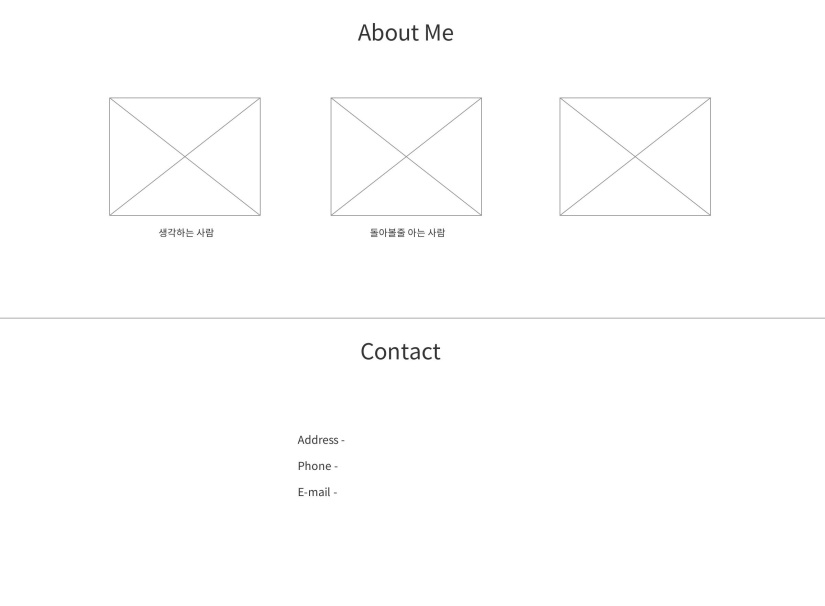 About Me
생각하는 사람
돌아볼줄 아는 사람
Contact
Address -
Phone -
E-mail -